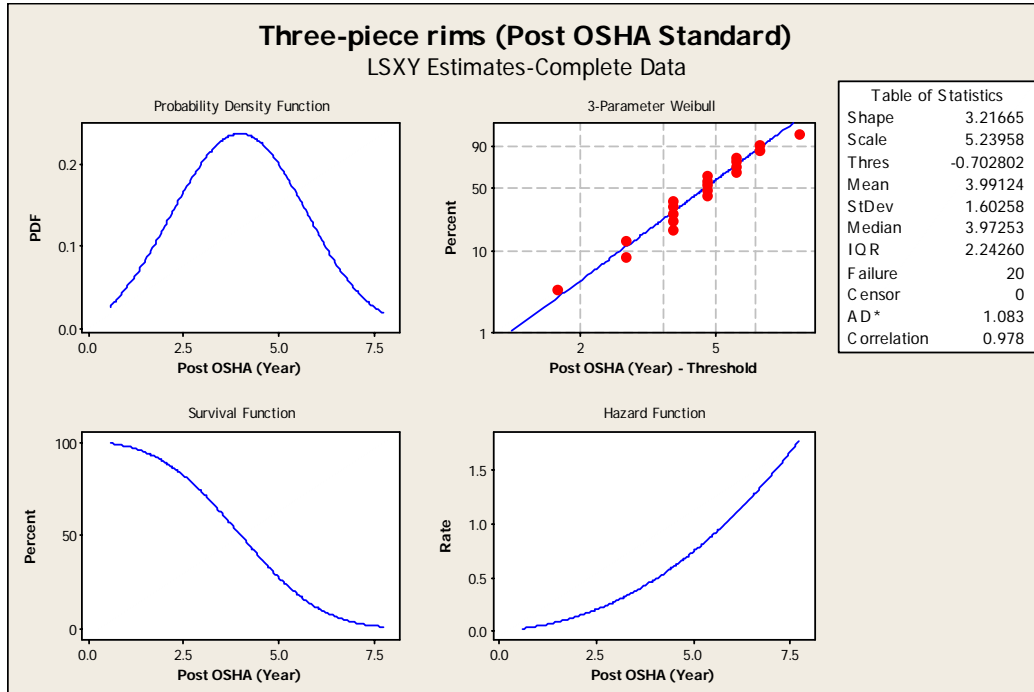 Three-piece rims (Post OSHA Standard)
LSXY Estimates-Complete Data
Probability Density Function
0.2
0.1
0.0
PDF
0.0 2.5 5.0 7.5
Post OSHA (Year)
3-Parameter Weibull
90
50
10
1
Percent
2 5
Post OSHA (Year) - Threshold
Table of Statistics
Shape 3.21665
Scale 5.23958
Thres -0.702802
Mean 3.99124
StDev 1.60258
Median 3.97253
IQR 2.24260
Failure 20
Censor 0
AD* 1.083
Correlation 0.978
Survival Function
100
50
0
Percent
0.0 2.5 5.0 7.5
Post OSHA (Year)
Hazard Function
1.5
1.0
0.5
0.0
Rate
0.0 2.5 5.0 7.5
Post OSHA (Year)